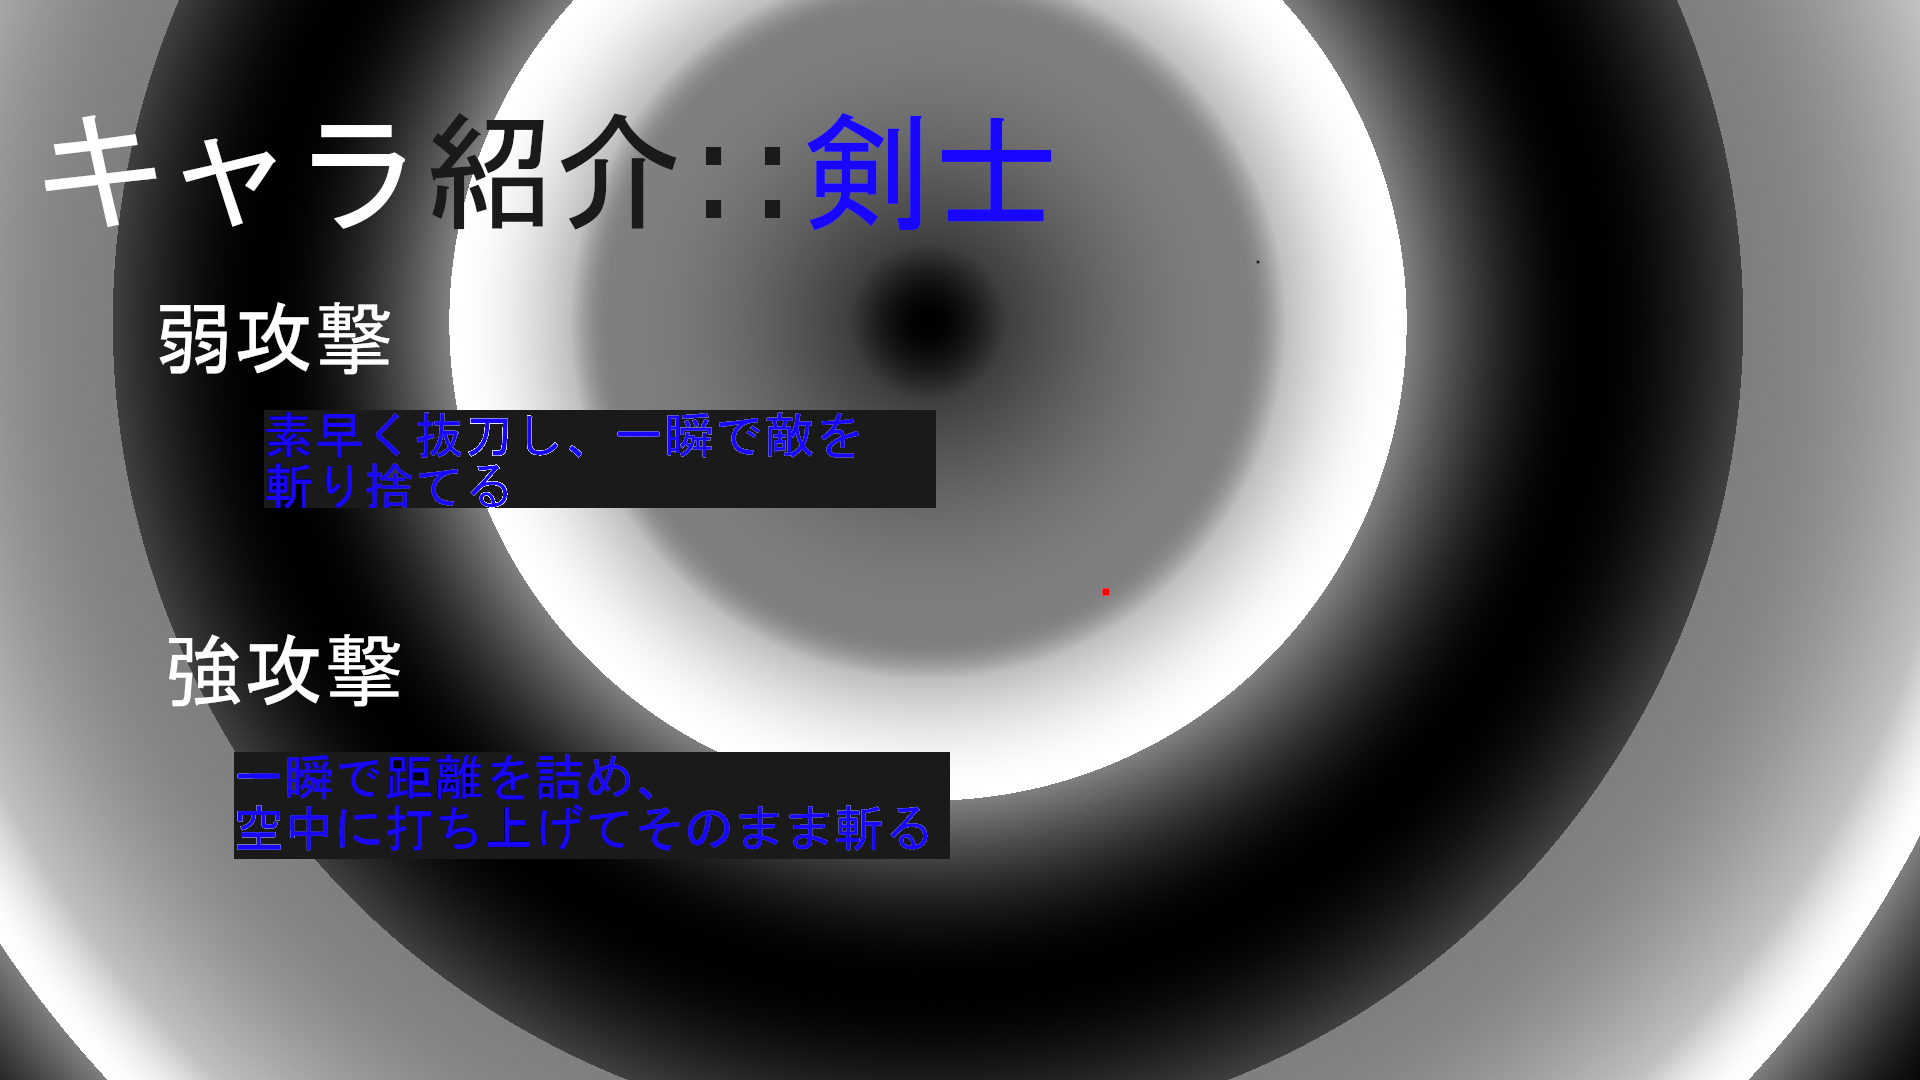 キャラ紹介::剣士
弱攻撃
素早く抜刀し、一瞬で敵を
斬り捨てる
強攻撃
一瞬で距離を詰め、
空中に打ち上げてそのまま斬る